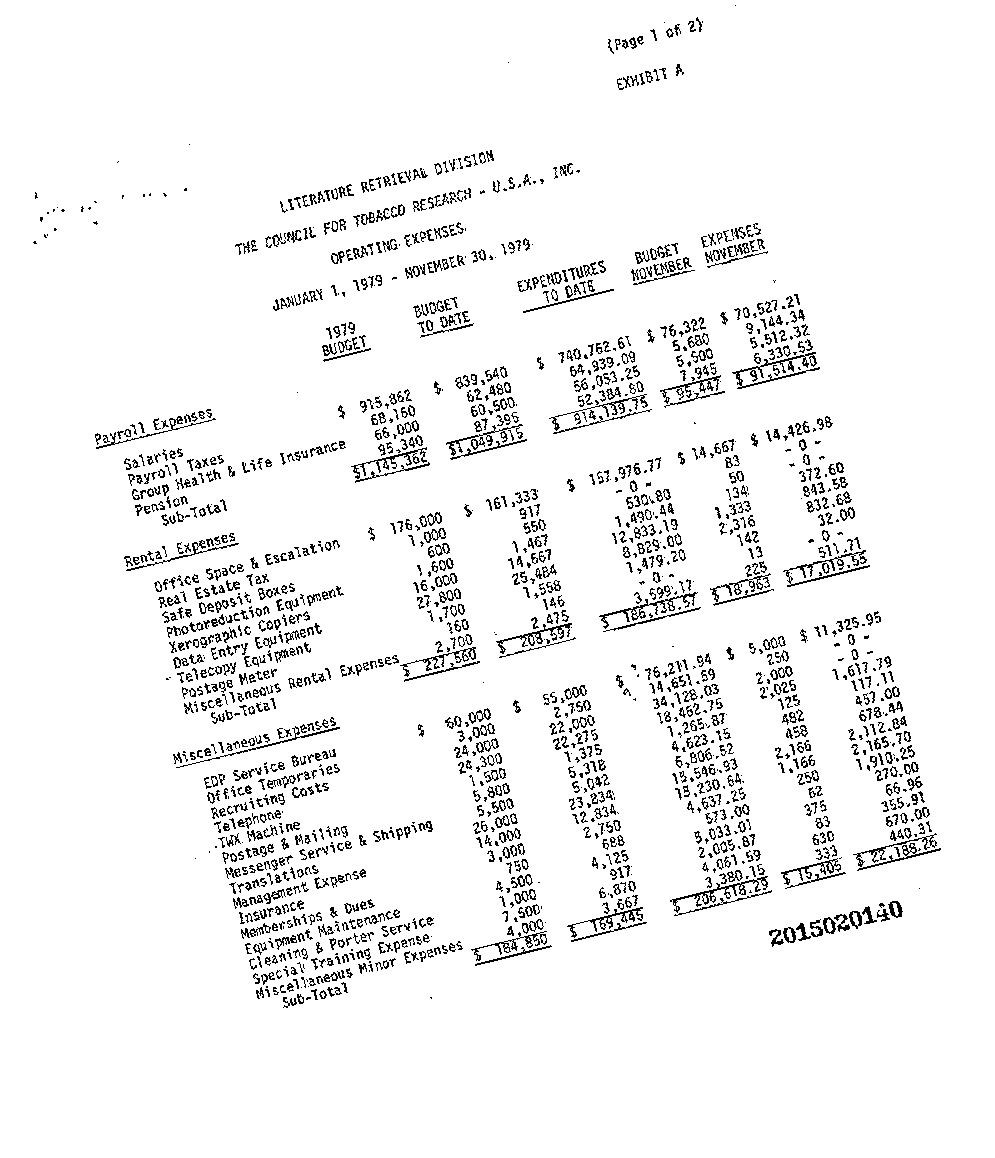 (Page 1 of 2)
EXHIBIT A
LITERATURE RETRIEVAL DIVISION
THE COUNCIL FOR TOBACCO RESEARCH - U.S.A., INC.
OPERATING EXPENSES
JANUARY 1, 1979 - NOVEMBER 30, 1979
1979 BUDGET EXPENDITURES BUDGET EXPENSES
BUDGET TO DATE TO DATE NOVEMBER NOVEMBER
Payroll Expenses
Salaries $ 915,862 $ 839,540 $ 740,762.61 $ 76,322 $ 70,527.21
Payroll Taxes 68,160 62,480 64,939.09 5,680 9,144.34
Group Health & Life Insurance 66,000 60,500 56,053.25 5,500 5,512.32
Pension 95,340 87,395 52,384.80 7,945 6,330.53
Sub-Total $1,145,362 $1,049,915 $ 914,139.75 $ 95,447 $ 91,514.40
Rental Expenses
Office Space & Escalation $ 176,000 $ 161,333 $ 157,976.77 $ 14,667 $ 14,426.98
Real Estate Tax 1,000 917 - 0 - 83 - 0 -
Safe Deposit Boxes 600 550 530.80 50 - 0 -
Photoreduction Equipment 1,600 1,467 1,490.44 134 372.60
Xerographic Copiers 16,000 14,667 12,833.19 1,333 843.58
Data Entry Equipment 27,800 25,484 8,829.00 2,316 832.68
Telecopy Equipment 1,700 1,558 1,479.20 142 32.00
Postage Meter 160 146 - 0 - 13 - 0 -
Miscellaneous Rental Expenses 2,700 2,475 3,599.17 225 511.71
Sub-Total $ 227,560 $ 208,597 $ 186,738.57 $ 18,963 $ 17,019.55
Miscellaneous Expenses
EDP Service Bureau $ 60,000 $ 55,000 $ 76,211.94 $ 5,000 $ 11,325.95
Office Temporaries 3,000 2,750 14,651.59 250 - 0 -
Recruiting Costs 24,000 22,000 34,128.03 2,000 - 0 -
Telephone 24,300 22,275 18,462.75 2,025 1,617.79
TWX Machine 1,500 1,375 1,265.87 125 117.11
Postage & Mailing 5,800 5,318 4,623.15 482 457.00
Messenger Service & Shipping 5,500 5,042 6,806.52 458 678.44
Translations 26,000 23,834 15,546.93 2,166 2,112.84
Management Expense 14,000 12,834 15,230.64 1,166 2,165.70
Insurance 3,000 2,750 4,637.25 250 1,910.25
Memberships & Dues 750 688 573.00 62 270.00
Equipment Maintenance 4,500 4,125 5,033.01 375 66.96
Cleaning & Porter Service 1,000 917 2,005.87 83 355.91
Special Training Expense 7,500 6,870 4,061.59 630 670.00
Miscellaneous Minor Expenses 4,000 3,667 3,380.15 333 440.31
Sub-Total $ 184,850 $ 169,445 $ 206,618.29 $ 15,405 $ 22,188.26
2015020140